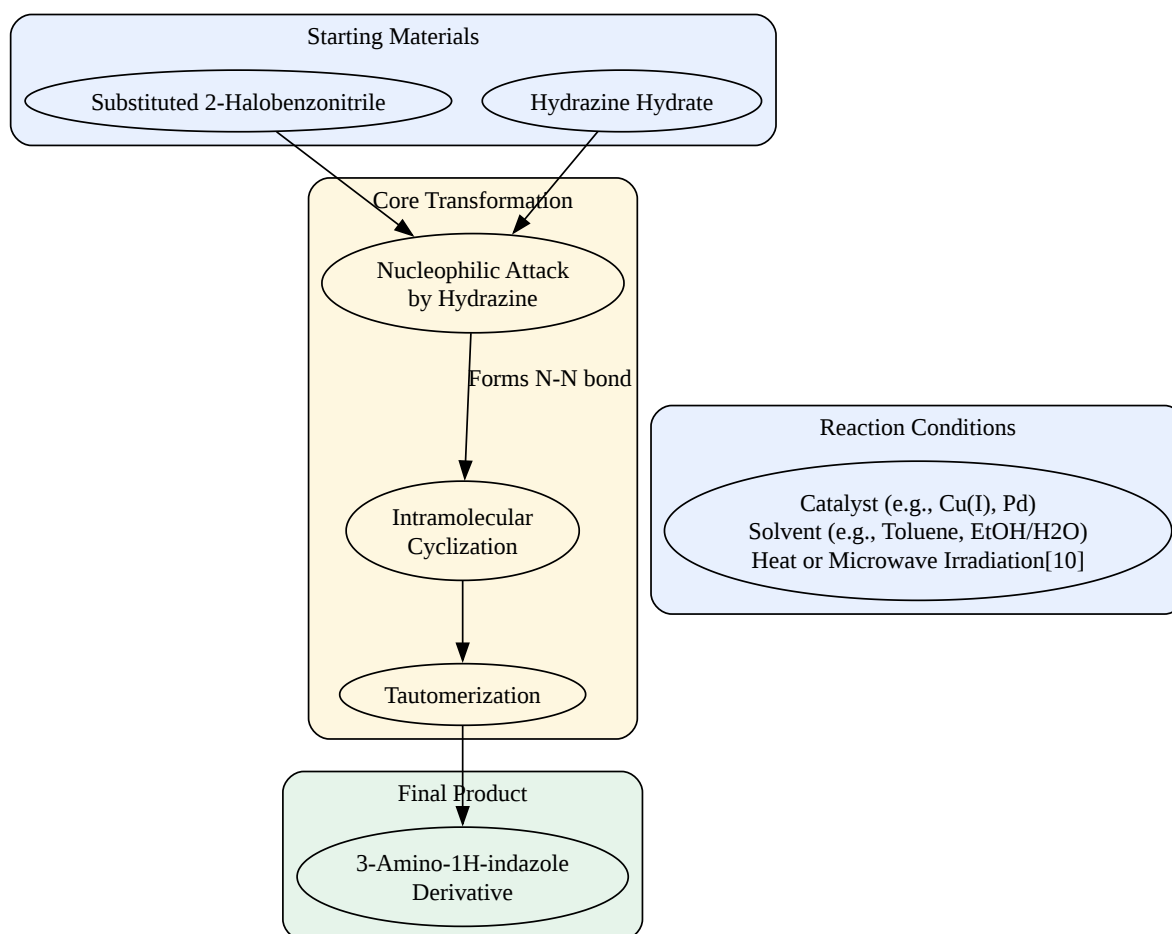 Starting Materials
Substituted 2-Halobenzonitrile
Hydrazine Hydrate
Core Transformation
Nucleophilic Attack
by Hydrazine
Forms N-N bond
Reaction Conditions
Catalyst (e.g., Cu(I), Pd)
Solvent (e.g., Toluene, EtOH/H2O)
Heat or Microwave Irradiation[10]
Intramolecular
Cyclization
Tautomerization
Final Product
3-Amino-1H-indazole
Derivative